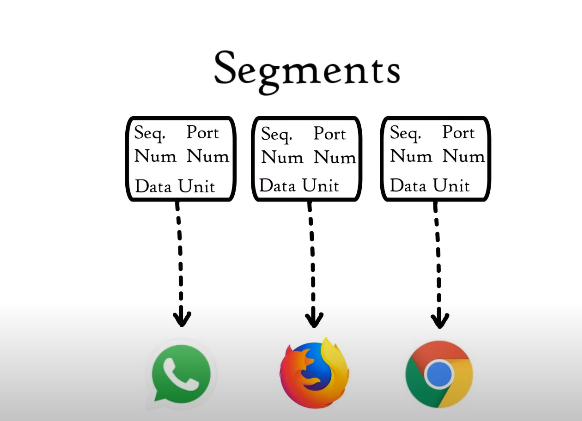 Segments
Seq. Port
Num Num
Data Unit
Seq. Port
Num Num
Data Unit
Seq. Port
Num Num
Data Unit